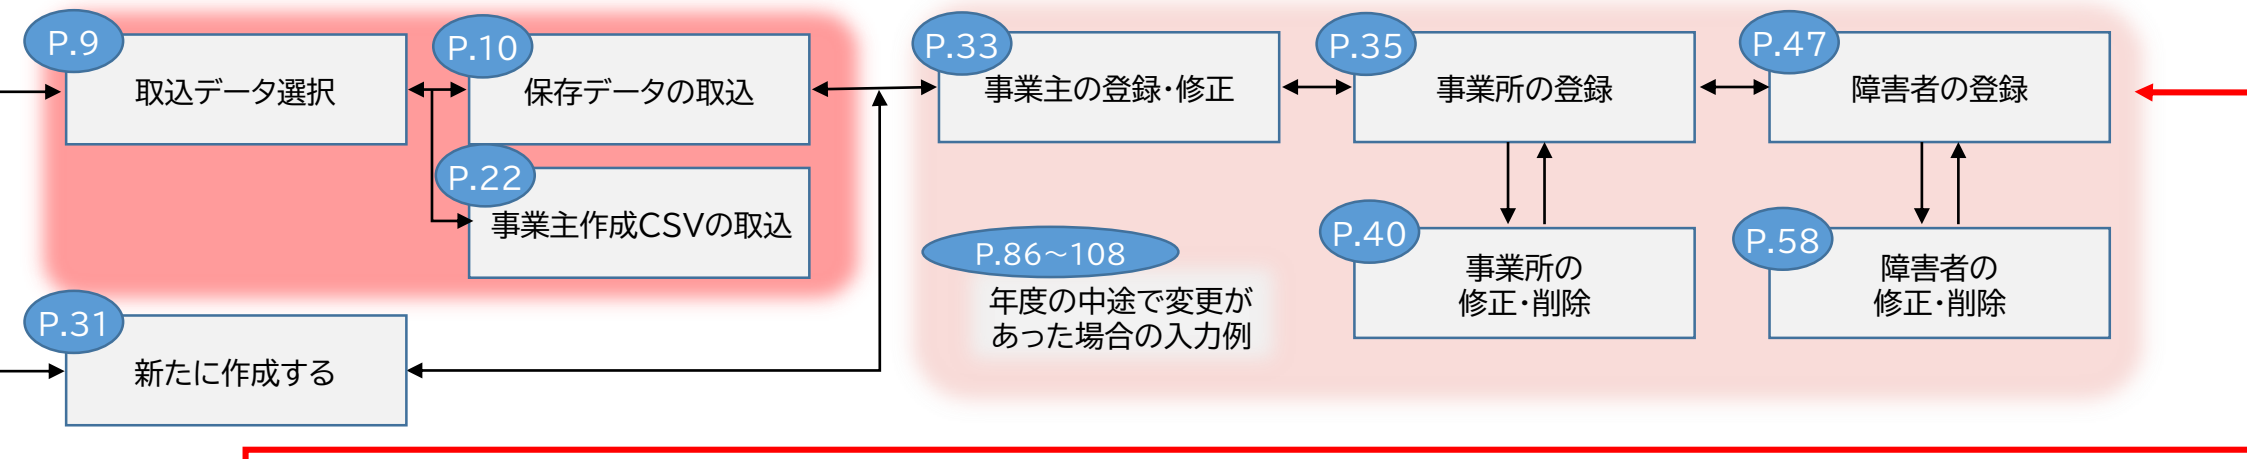 P.9
取込データ選択
P.10
保存データの取込
P.22
事業主作成CSVの取込
P.31
新たに作成する
P.33
事業主の登録・修正
P.35
事業所の登録
P.47
障害者の登録
P.86～108
年度の中途で変更が
あった場合の入力例
P.40
事業所の
修正・削除
P.58
障害者の
修正・削除